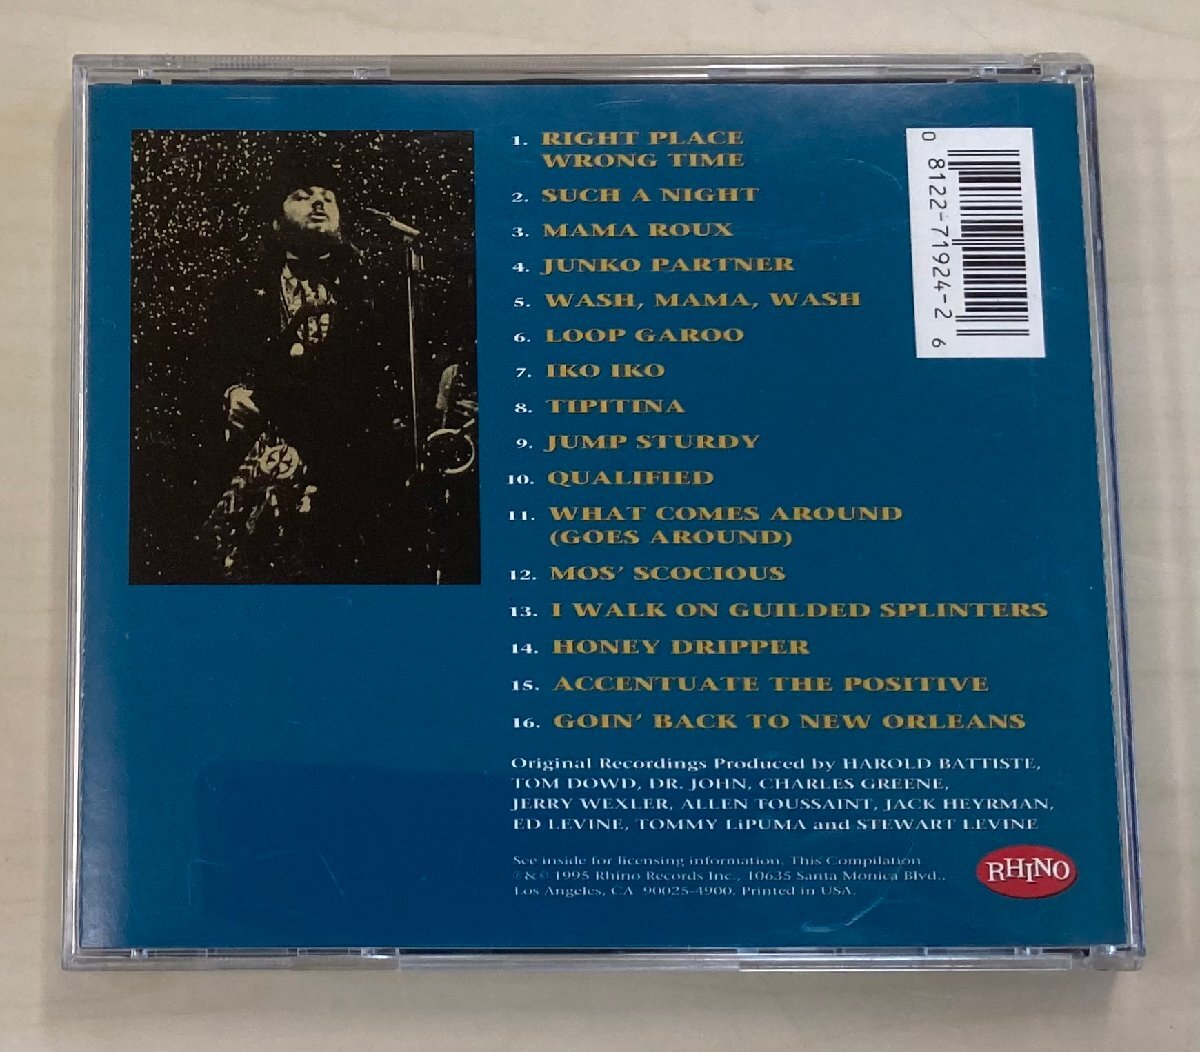 1. RIGHT PLACE
WRONG TIME
2. SUCH A NIGHT
3. MAMA ROUX
4. JUNKO PARTNER
5. WASH, MAMA, WASH
6. LOOP GAROO
7. IKO IKO
8. TIPITINA
9. JUMP STURDY
10. QUALIFIED
11. WHAT COMES AROUND
(GOES AROUND)
12. MOS' SCOCIOUS
13. I WALK ON GUILDED SPLINTERS
14. HONEY DRIPPER
15. ACCENTUATE THE POSITIVE
16. GOIN' BACK TO NEW ORLEANS
Original Recordings Produced by HAROLD BATTISTE,
TOM DOWD, DR. JOHN, CHARLES GREENE,
JERRY WEXLER, ALLEN TOUSSAINT, JACK HEYRMAN,
ED LEVINE, TOMMY LiPUMA and STEWART LEVINE
See inside for licensing information. This Compilation
℗ & © 1995 Rhino Records Inc., 10635 Santa Monica Blvd.,
Los Angeles, CA 90025-4900. Printed in USA.
RHINO
0 8122-71924-2 6